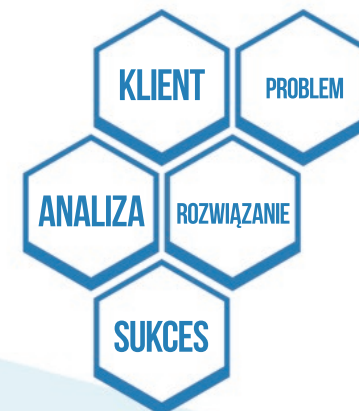 KLIENT
PROBLEM
ANALIZA
ROZWIĄZANIE
SUKCES